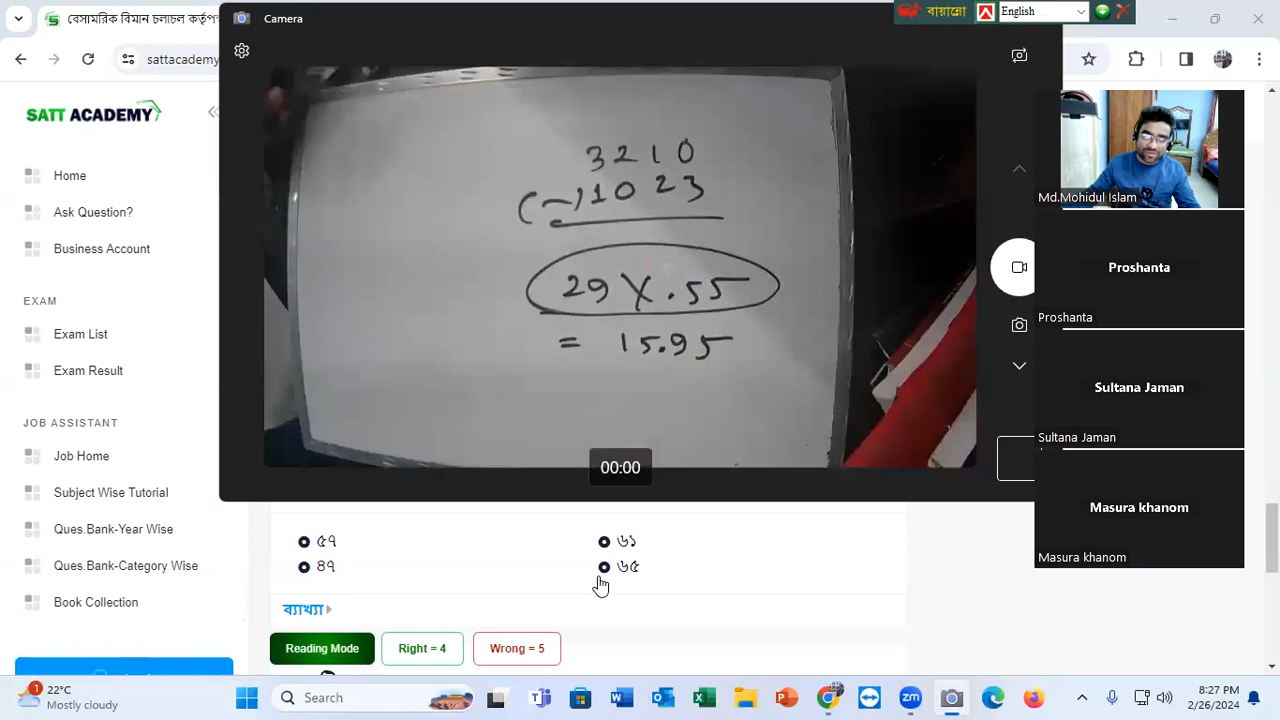 বেসামরিক বিমান চলাচল কর্তৃপ
Camera
বায়ান্নো
English
sattacademy
SATT ACADEMY
Home
Ask Question?
Business Account
EXAM
Exam List
Exam Result
JOB ASSISTANT
Job Home
Subject Wise Tutorial
Ques.Bank-Year Wise
Ques.Bank-Category Wise
Book Collection
3210
(-)1023
29 X .55
= 15.95
00:00
Md.Mohidul Islam
Proshanta
Proshanta
Sultana Jaman
Sultana Jaman
Masura khanom
Masura khanom
৫৭
৬১
৪৭
৬৫
ব্যাখ্যা
Reading Mode
Right = 4
Wrong = 5
1
22°C
Mostly cloudy
Search
8:27 PM
2/26/2024